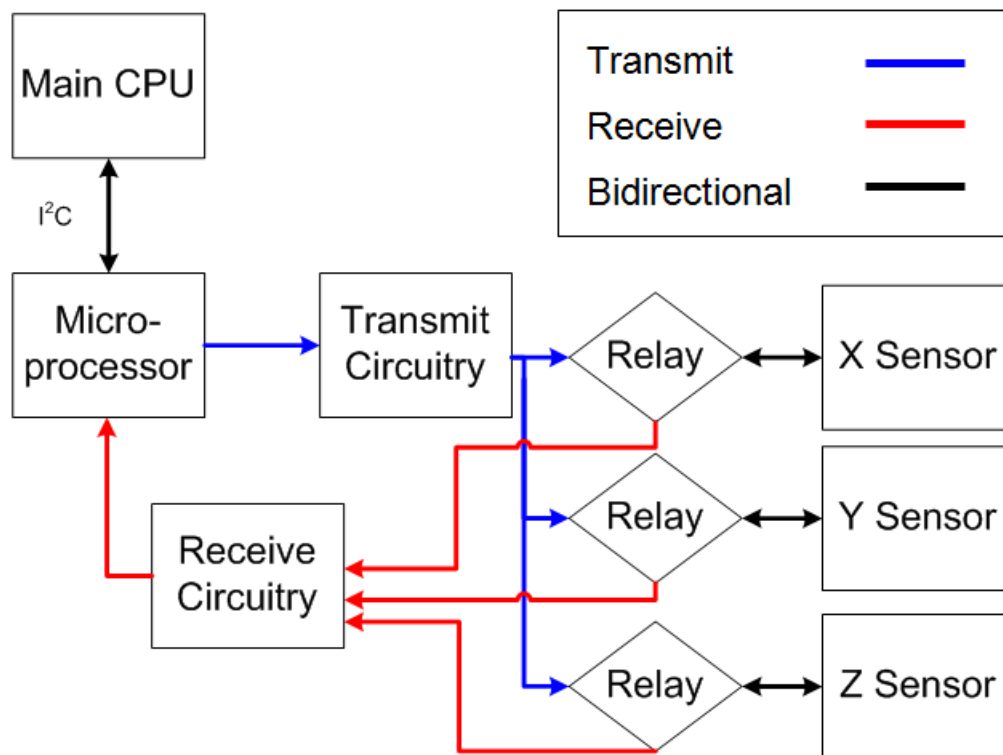 Main CPU
Transmit
Receive
Bidirectional
I²C
Micro-
processor
Transmit
Circuitry
Relay
X Sensor
Relay
Y Sensor
Receive
Circuitry
Relay
Z Sensor